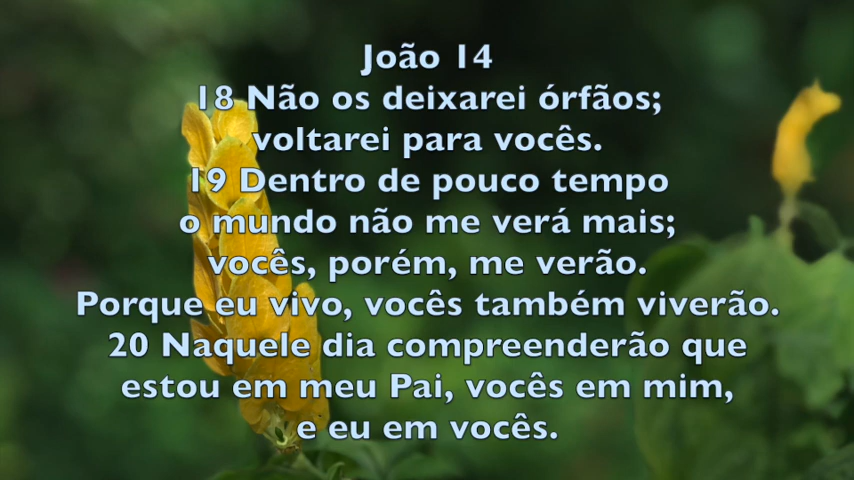 João 14
18 Não os deixarei órfãos;
voltarei para vocês.
19 Dentro de pouco tempo
o mundo não me verá mais;
vocês, porém, me verão.
Porque eu vivo, vocês também viverão.
20 Naquele dia compreenderão que
estou em meu Pai, vocês em mim,
e eu em vocês.